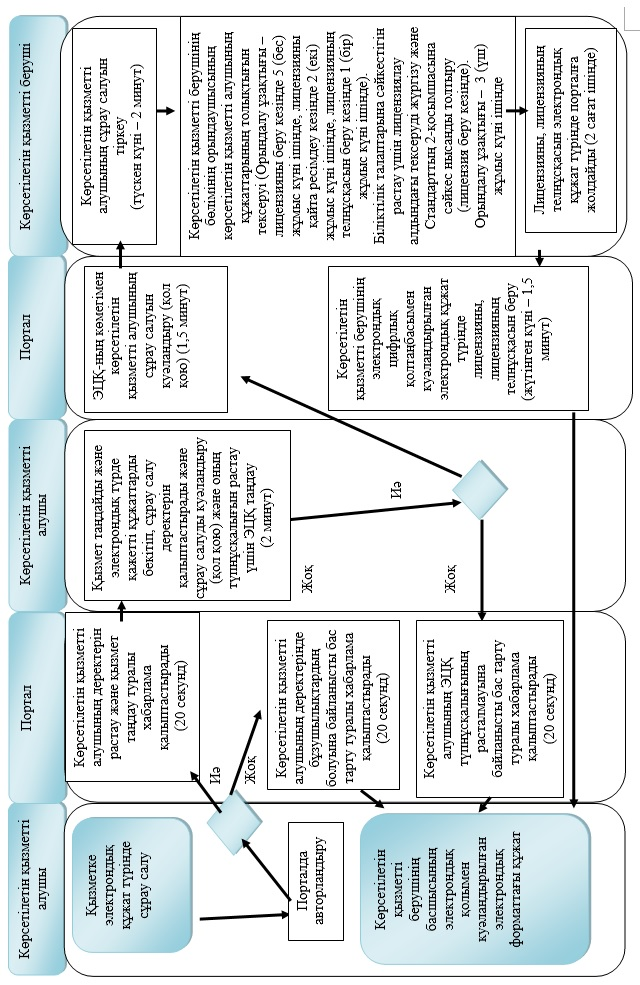 Көрсетілетін қызметті
алушы
Портал
Көрсетілетін қызметті
алушы
Портал
Көрсетілетін қызметті беруші
Қызметке
электрондық
құжат түрінде
сұрау салу
Порталда
авторландыру
Көрсетілетін
қызметті
берушінің
басшысының
электрондық
қолымен
куәландырылған
электрондық
форматтағы құжат
Иә
Жоқ
Көрсетілетін қызметті
алушының деректерін
растау және қызмет
таңдау туралы
хабарлама
қалыптастырады
(20 секунд)
Көрсетілетін қызметті
алушының деректерінде
бұзушылықтардың
болуына байланысты бас
тарту туралы хабарлама
қалыптастырады
(20 секунд)
Көрсетілетін қызметті
алушының ЭЦҚ
түпнұсқалығының
расталмауына
байланысты бас тарту
туралы хабарлама
қалыптастырады
(20 секунд)
Қызмет таңдайды және
электрондық түрде
қажетті құжаттарды
бекітіп, сұрау салу
деректерін
қалыптастырады және
сұрау салуды куәландыру
(қол қою) және оның
түпнұсқалығын растау
үшін ЭЦҚ таңдау
(2 минут)
Жоқ
Иә
Жоқ
ЭЦҚ-ның көмегімен
көрсетілетін
қызметті алушының
сұрау салуын
куәландыру (қол
қою) (1,5 минут)
Көрсетілетін
қызметті берушінің
электрондық
цифрлық
қолтаңбасымен
куәландырылған
электрондық құжат
түрінде
лицензияны,
лицензияның
телнұсқасын беру
(жүгінген күні – 1,5
минут)
Көрсетілетін қызметті
алушының сұрау салуын
тіркеу
(түскен күні – 2 минут)
Көрсетілетін қызметті берушінің
бөлімінің орындаушысының
көрсетілетін қызметті алушының
құжаттарының толықтығын
тексеруі (Орындалу ұзақтығы –
лицензияны беру кезінде 5 (бес)
жұмыс күні ішінде, лицензияны
қайта ресімдеу кезінде 2 (екі)
жұмыс күні ішінде, лицензияның
телнұсқасын беру кезінде 1 (бір)
жұмыс күні ішінде).
Біліктілік талаптарына сәйкестігін
растау үшін лицензиялау
алдындағы тексеруді жүргізу және
Стандарттың 2-қосымшасына
сәйкес нысанды толтыру
(лицензия беру кезінде).
Орындалу ұзақтығы – 3 (үш)
жұмыс күні ішінде
Лицензияны, лицензияның
телнұсқасын электрондық
құжат түрінде порталға
жолдайды (2 сағат ішінде)